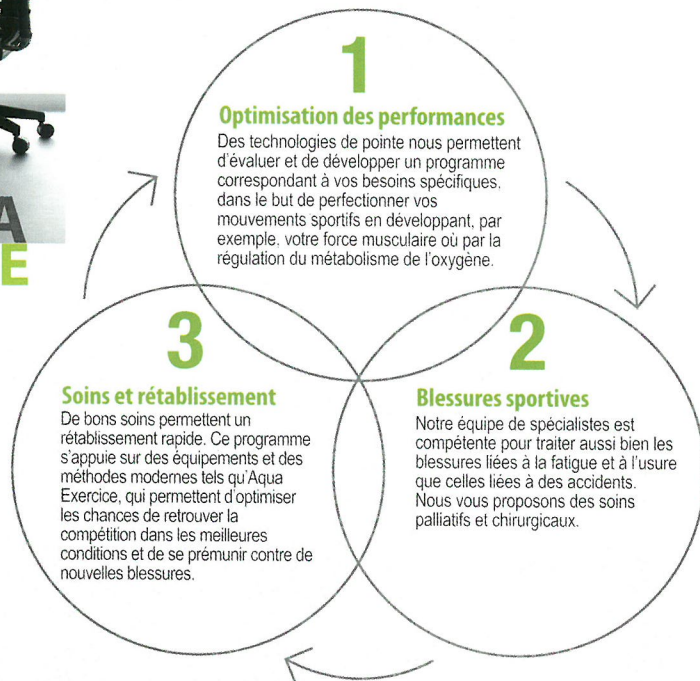 A
E
1
Optimisation des performances
Des technologies de pointe nous permettent
d'évaluer et de développer un programme
correspondant à vos besoins spécifiques,
dans le but de perfectionner vos
mouvements sportifs en développant, par
exemple, votre force musculaire où par la
régulation du métabolisme de l'oxygène.
2
Blessures sportives
Notre équipe de spécialistes est
compétente pour traiter aussi bien les
blessures liées à la fatigue et à l'usure
que celles liées à des accidents.
Nous vous proposons des soins
palliatifs et chirurgicaux.
3
Soins et rétablissement
De bons soins permettent un
rétablissement rapide. Ce programme
s'appuie sur des équipements et des
méthodes modernes tels qu'Aqua
Exercice, qui permettent d'optimiser
les chances de retrouver la
compétition dans les meilleures
conditions et de se prémunir contre de
nouvelles blessures.